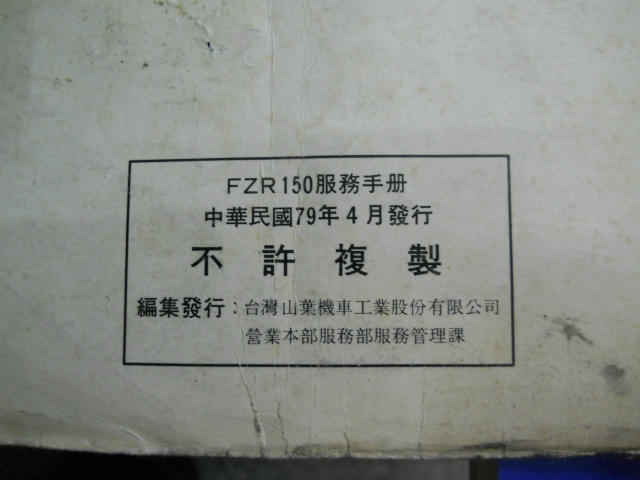 FZR150服務手册
中華民國79年4月發行
不許複製
編集發行：台灣山葉機車工業股份有限公司
營業本部服務部服務管理課